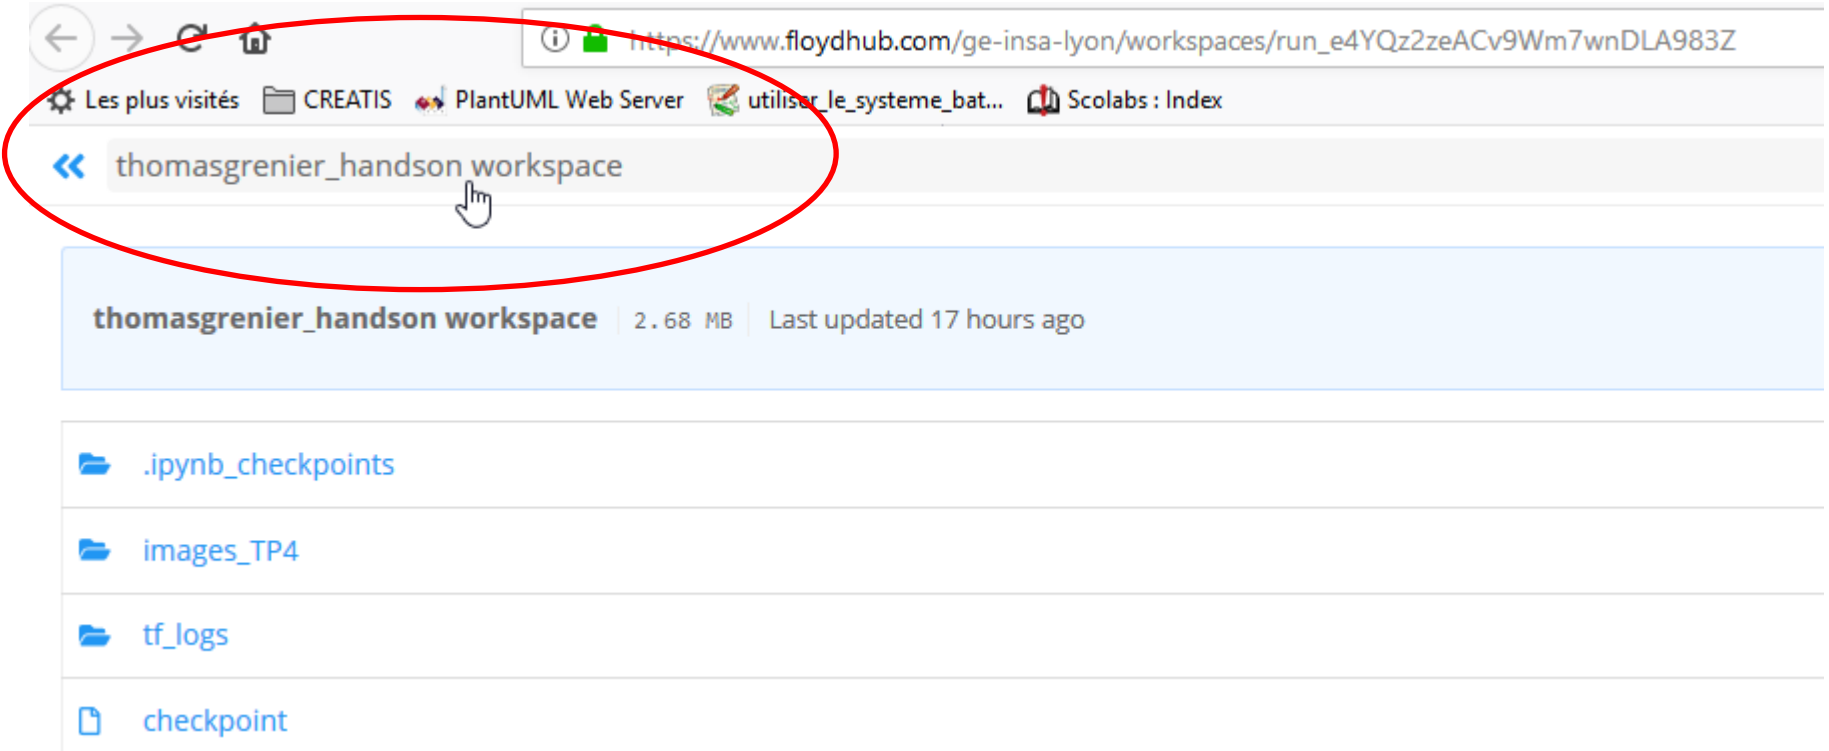 https://www.floydhub.com/ge-insa-lyon/workspaces/run_e4YQz2zeACv9Wm7wnDLA983Z
Les plus visités CREATIS PlantUML Web Server utiliser_le_systeme_bat... Scolabs : Index
thomasgrenier_handson workspace
thomasgrenier_handson workspace 2.68 MB Last updated 17 hours ago
.ipynb_checkpoints
images_TP4
tf_logs
checkpoint